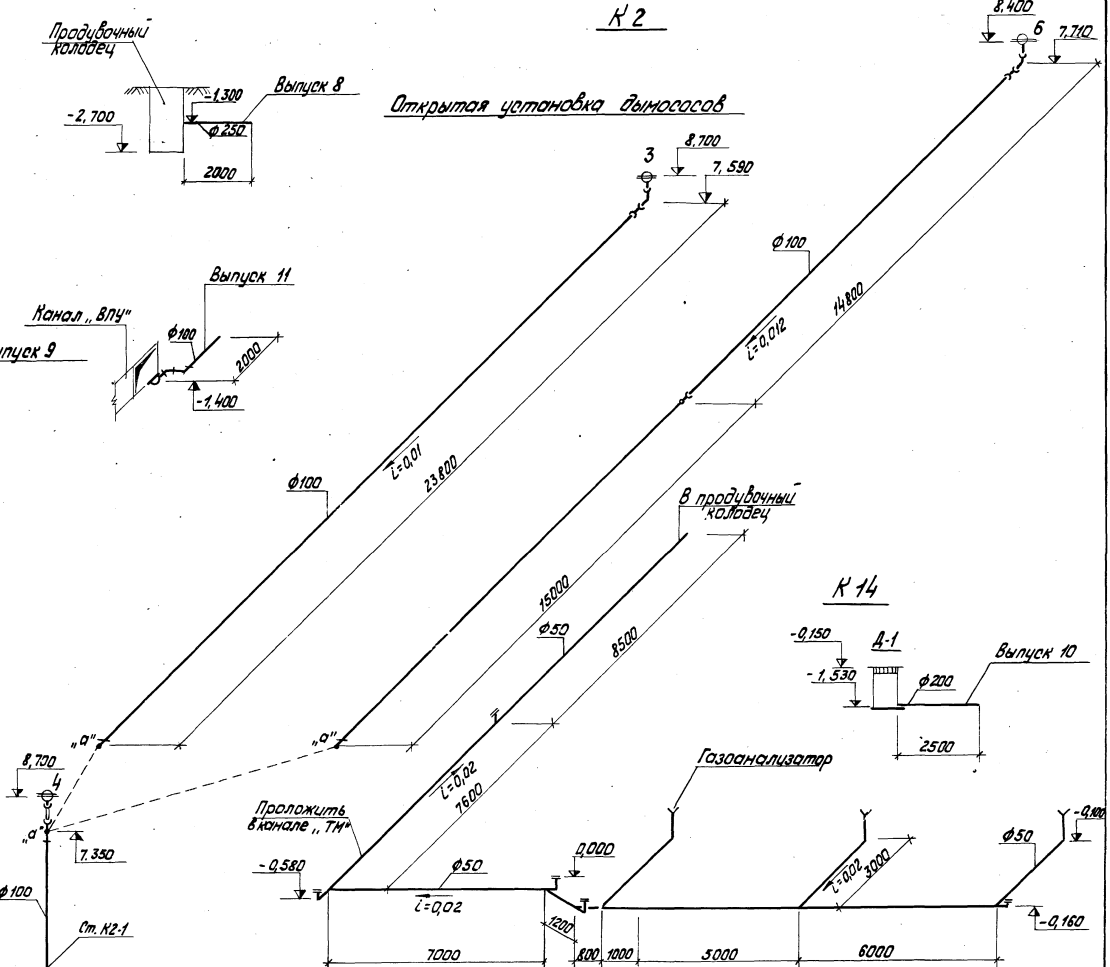 К 2
Продувочный
колодец
-1,300
Выпуск 8
-2,700
ф250
2000
Открытая установка дымососов
8,400
6
7,710
3
8,700
7,590
ф100
14800
i=0,012
Выпуск 11
Канал „ВПУ"
ф100
2000
-1,400
пуск 9
i=0,01
23800
ф100
В продувочный
колодец
15000
ф50
8500
К 14
-0,150
Д-1
-1,530
Выпуск 10
ф200
2500
„а"
„а"
8,700
4
„а"
7.350
ф100
Ст. К2-1
i=0,02
7600
Проложить
в канале „ТМ"
-0,580
ф50
0,000
i=0,02
1200
7000
800
1000
5000
6000
Газоанализатор
i=0,02
3000
ф50
-0,100
-0,160